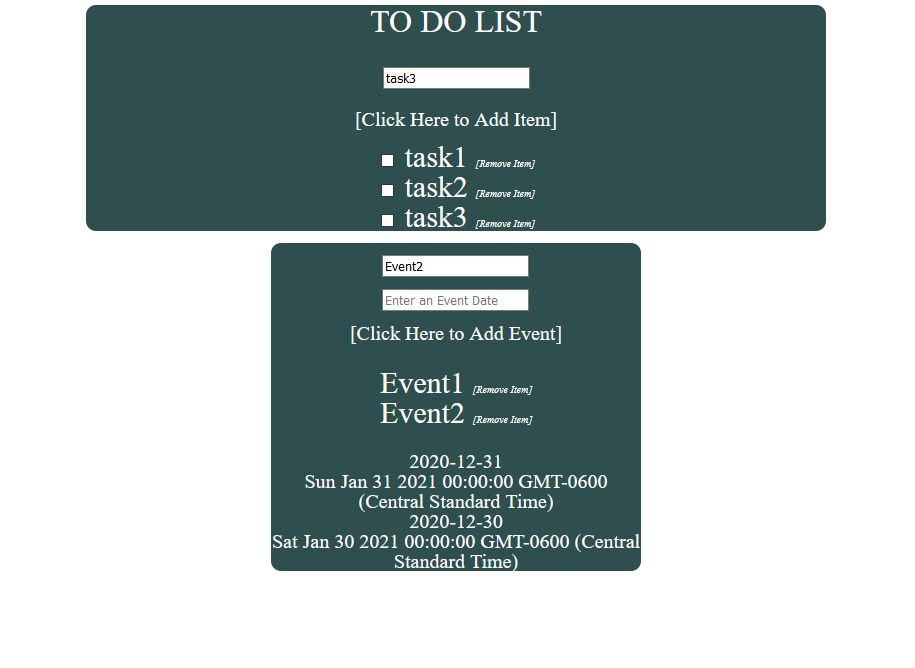 TO DO LIST
task3
[Click Here to Add Item]
task1 [Remove Item]
task2 [Remove Item]
task3 [Remove Item]
Event2
Enter an Event Date
[Click Here to Add Event]
Event1 [Remove Item]
Event2 [Remove Item]
2020-12-31
Sun Jan 31 2021 00:00:00 GMT-0600
(Central Standard Time)
2020-12-30
Sat Jan 30 2021 00:00:00 GMT-0600 (Central
Standard Time)